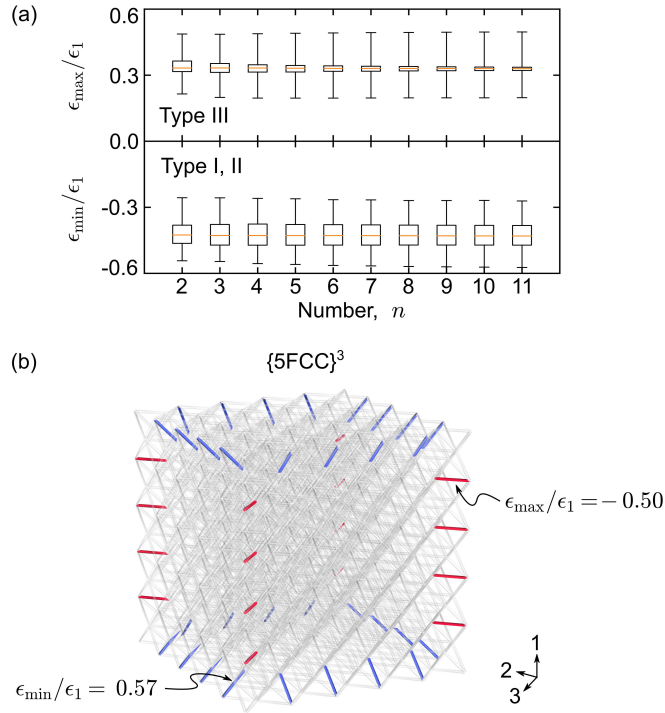 (a)
0.6
0.3
0.0
-0.3
-0.6
ϵmax/ϵ1
ϵmin/ϵ1
Type III
Type I, II
2 3 4 5 6 7 8 9 10 11
Number, n
(b)
{5FCC}³
ϵmax/ϵ1 = − 0.50
ϵmin/ϵ1 = 0.57
1
2
3